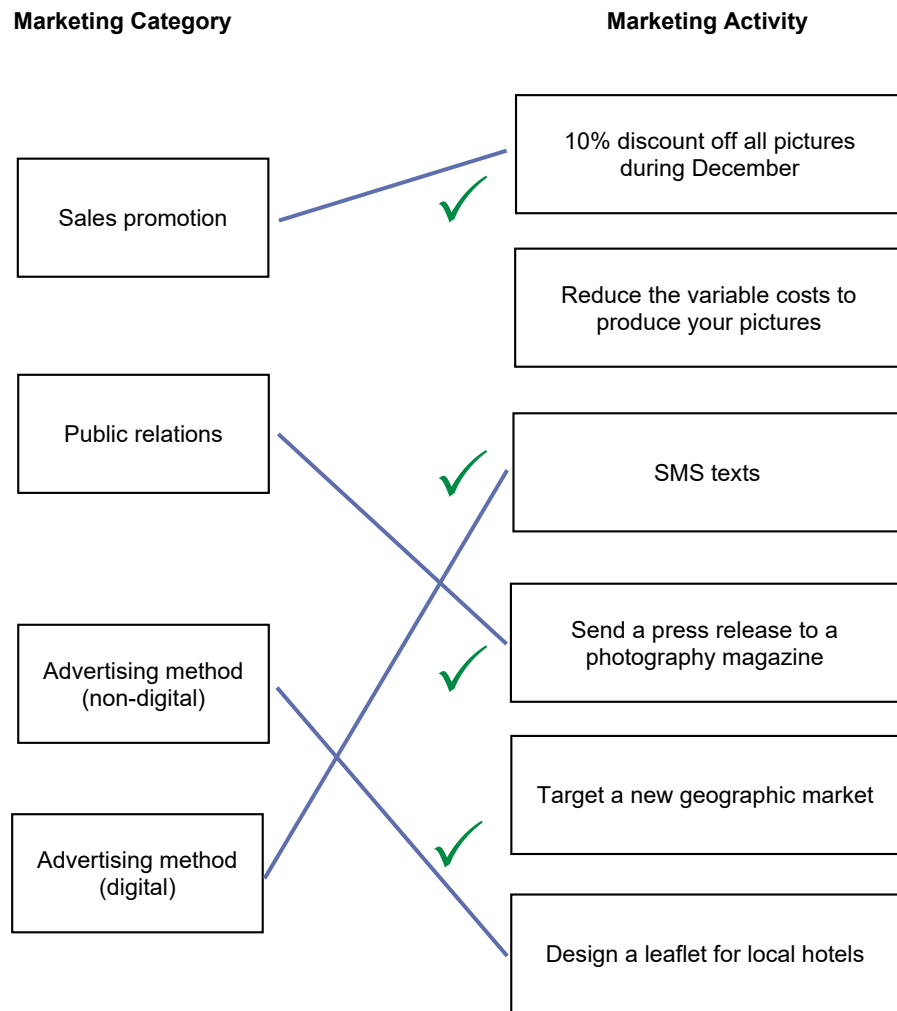 Marketing Category
Marketing Activity
Sales promotion
10% discount off all pictures
during December
Reduce the variable costs to
produce your pictures
Public relations
SMS texts
Advertising method
(non-digital)
Send a press release to a
photography magazine
Target a new geographic market
Advertising method
(digital)
Design a leaflet for local hotels